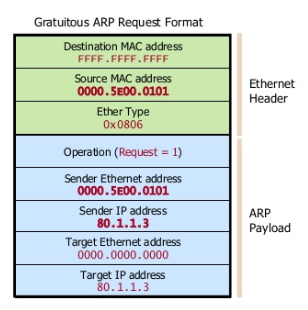 Gratuitous ARP Request Format
Destination MAC address
FFFF.FFFF.FFFF
Source MAC address
0000.5E00.0101
Ether Type
0x0806
Ethernet
Header
Operation (Request = 1)
Sender Ethernet address
0000.5E00.0101
Sender IP address
80.1.1.3
Target Ethernet address
0000.0000.0000
Target IP address
80.1.1.3
ARP
Payload